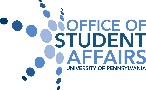 OFFICE OF
STUDENT
AFFAIRS
UNIVERSITY OF PENNSYLVANIA